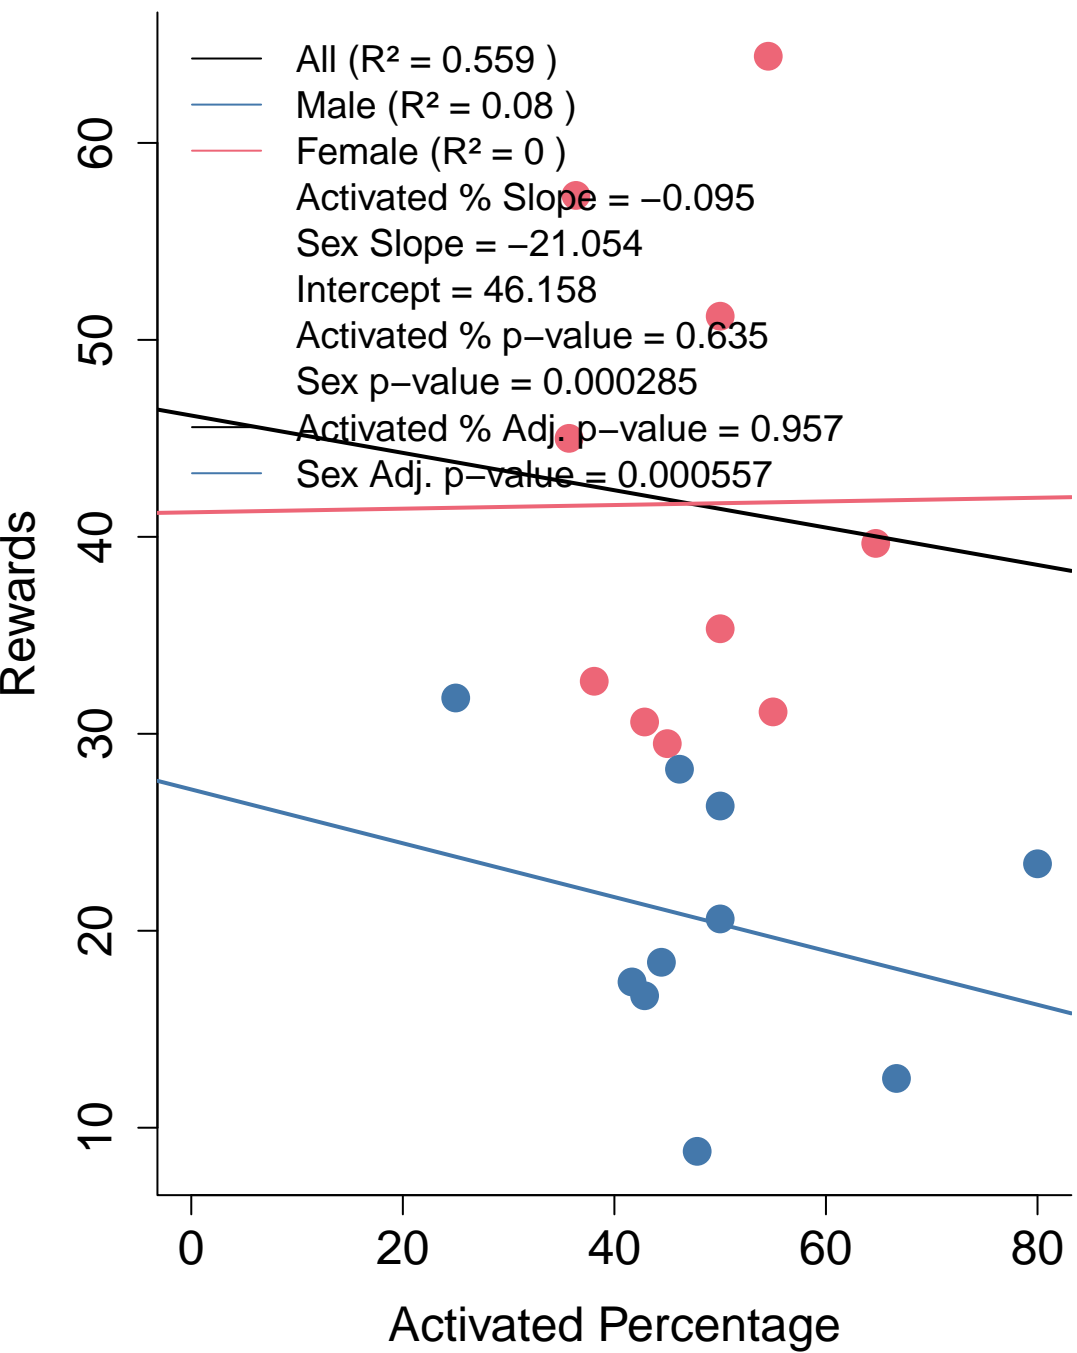 All (R² = 0.559 )
Male (R² = 0.08 )
Female (R² = 0 )
Activated % Slope = −0.095
Sex Slope = −21.054
Intercept = 46.158
Activated % p−value = 0.635
Sex p−value = 0.000285
Activated % Adj. p−value = 0.957
Sex Adj. p−value = 0.000557
Rewards
60
50
40
30
20
10
0 20 40 60 80
Activated Percentage